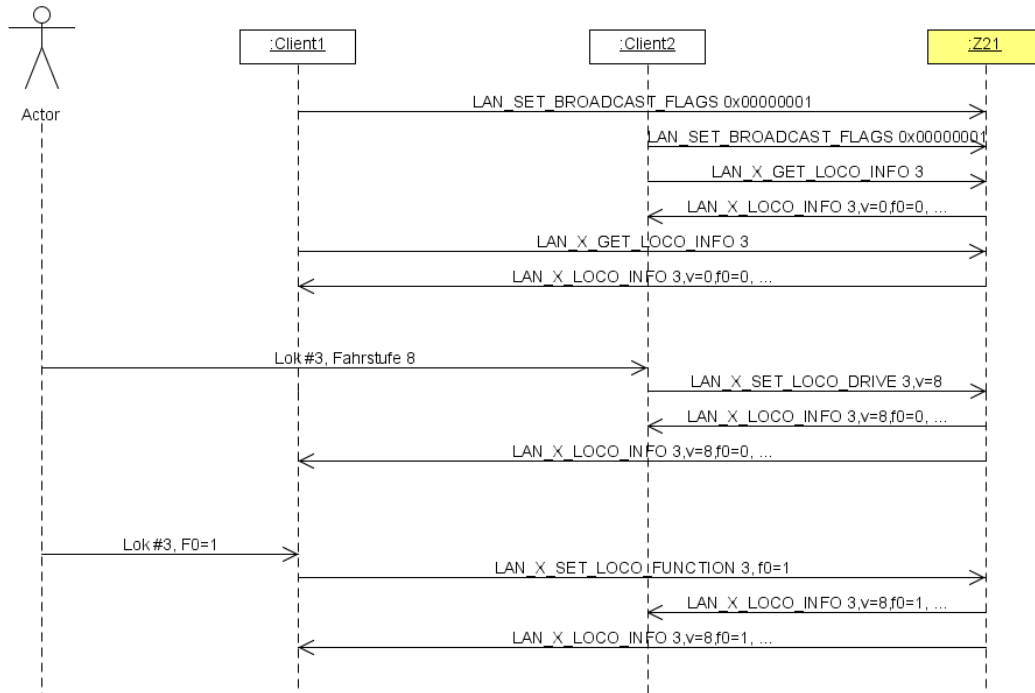 :Client1
:Client2
:Z21
Actor
LAN_SET_BROADCAST_FLAGS 0x00000001
LAN_SET_BROADCAST_FLAGS 0x00000001
LAN_X_GET_LOCO_INFO 3
LAN_X_LOCO_INFO 3,v=0,f0=0, ...
LAN_X_GET_LOCO_INFO 3
LAN_X_LOCO_INFO 3,v=0,f0=0, ...
Lok #3, Fahrstufe 8
LAN_X_SET_LOCO_DRIVE 3,v=8
LAN_X_LOCO_INFO 3,v=8,f0=0, ...
LAN_X_LOCO_INFO 3,v=8,f0=0, ...
Lok #3, F0=1
LAN_X_SET_LOCO_FUNCTION 3, f0=1
LAN_X_LOCO_INFO 3,v=8,f0=1, ...
LAN_X_LOCO_INFO 3,v=8,f0=1, ...